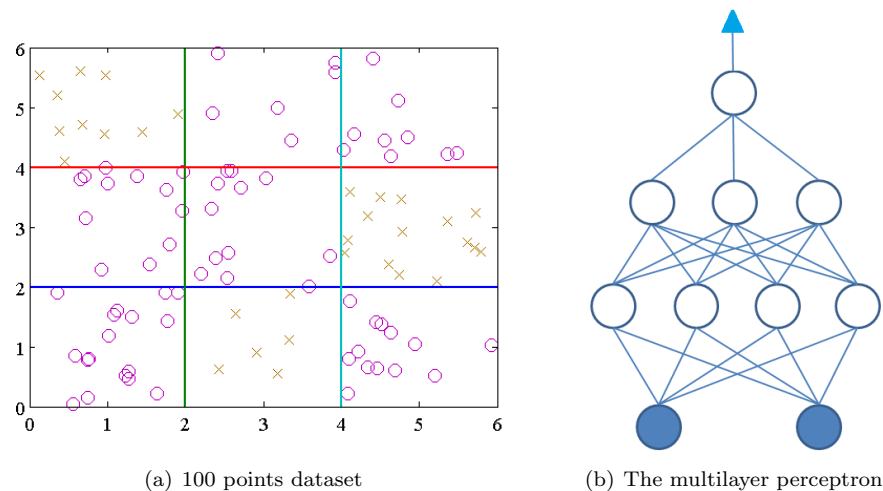 6
5
4
3
2
1
0
0 1 2 3 4 5 6
(a) 100 points dataset
(b) The multilayer perceptron